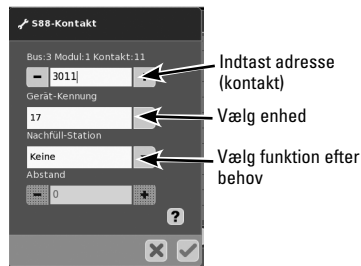 S88-Kontakt
Bus:3 Modul:1 Kontakt:11
3011
Gerät-Kennung
17
Nachfüll-Station
Keine
Abstand
0
?
Indtast adresse
(kontakt)
Vælg enhed
Vælg funktion efter
behov